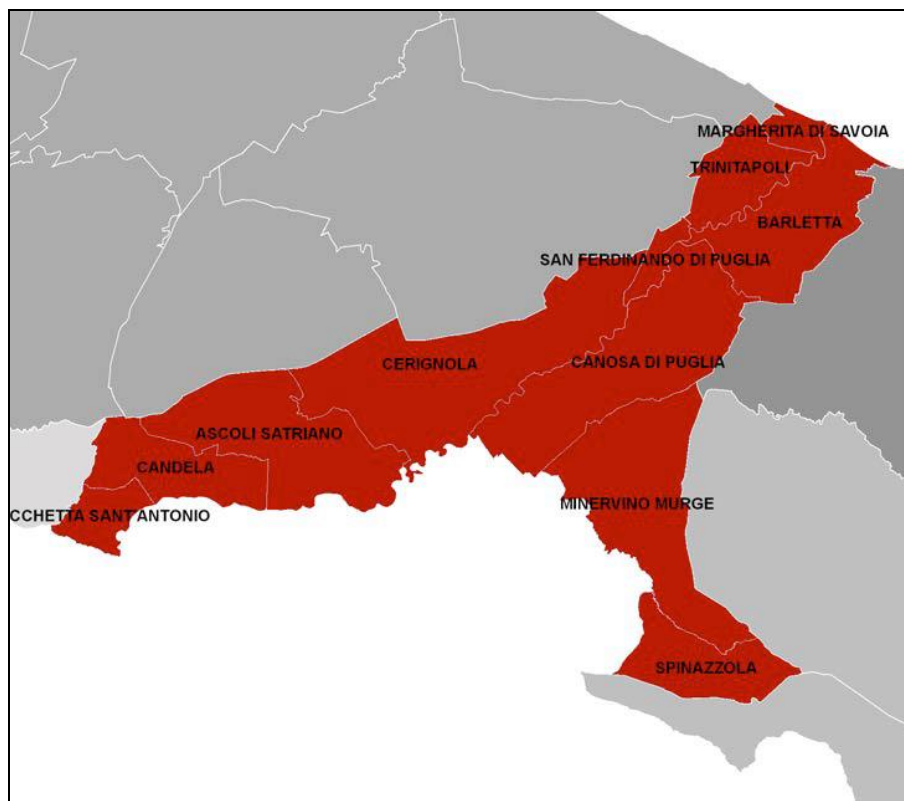 MARGHERITA DI SAVOIA
TRINITAPOLI
BARLETTA
SAN FERDINANDO DI PUGLIA
CERIGNOLA
CANOSA DI PUGLIA
ASCOLI SATRIANO
CANDELA
CCHETTA SANT'ANTONIO
MINERVINO MURGE
SPINAZZOLA